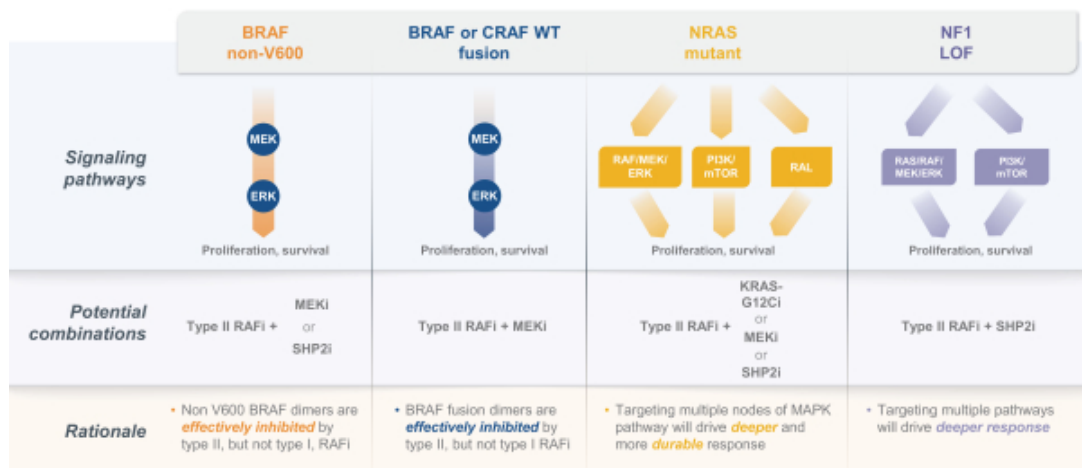 BRAF
non-V600
BRAF or CRAF WT
fusion
NRAS
mutant
NF1
LOF
Signaling
pathways
MEK
ERK
Proliferation, survival
MEK
ERK
Proliferation, survival
RAF/MEK/
ERK
PI3K/
mTOR
RAL
Proliferation, survival
RAS/RAF/
MEK/ERK
PI3K/
mTOR
Proliferation, survival
Potential
combinations
Type II RAFi +
MEKi
or
SHP2i
Type II RAFi + MEKi
Type II RAFi +
KRAS-
G12Ci
or
MEKi
or
SHP2i
Type II RAFi + SHP2i
Rationale
• Non V600 BRAF dimers are
effectively inhibited by
type II, but not type I, RAFi
• BRAF fusion dimers are
effectively inhibited by
type II, but not type I RAFi
• Targeting multiple nodes of MAPK
pathway will drive deeper and
more durable response
• Targeting multiple pathways
will drive deeper response